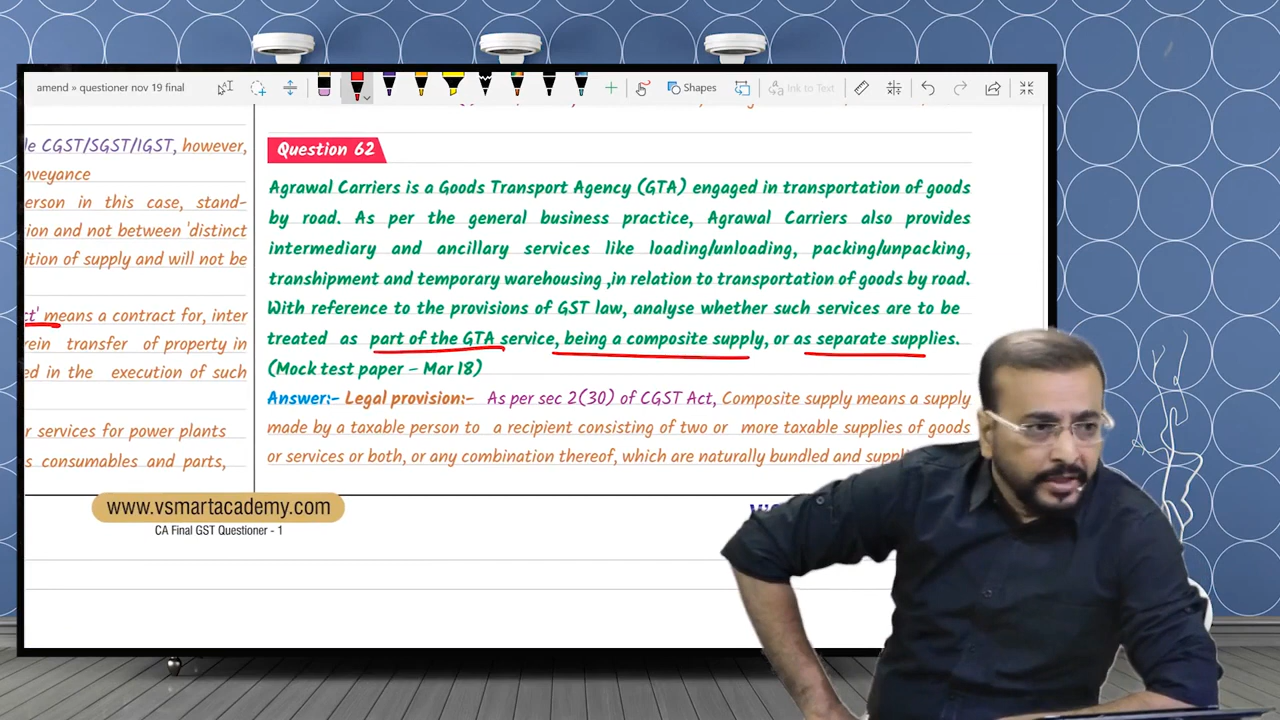 amend » questioner nov 19 final
Shapes
Ink to Text
le CGST/SGST/IGST, however,
nveyance
erson in this case, stand-
ion and not between 'distinct
ition of supply and will not be
ct' means a contract for, inter
rein transfer of property in
ed in the execution of such
r services for power plants
s consumables and parts,
Question 62
Agrawal Carriers is a Goods Transport Agency (GTA) engaged in transportation of goods
by road. As per the general business practice, Agrawal Carriers also provides
intermediary and ancillary services like loading/unloading, packing/unpacking,
transhipment and temporary warehousing ,in relation to transportation of goods by road.
With reference to the provisions of GST law, analyse whether such services are to be
treated as part of the GTA service, being a composite supply, or as separate supplies.
(Mock test paper - Mar 18)
Answer:- Legal provision:- As per sec 2(30) of CGST Act, Composite supply means a supply
made by a taxable person to a recipient consisting of two or more taxable supplies of goods
or services or both, or any combination thereof, which are naturally bundled and
www.vsmartacademy.com
CA Final GST Questioner - 1